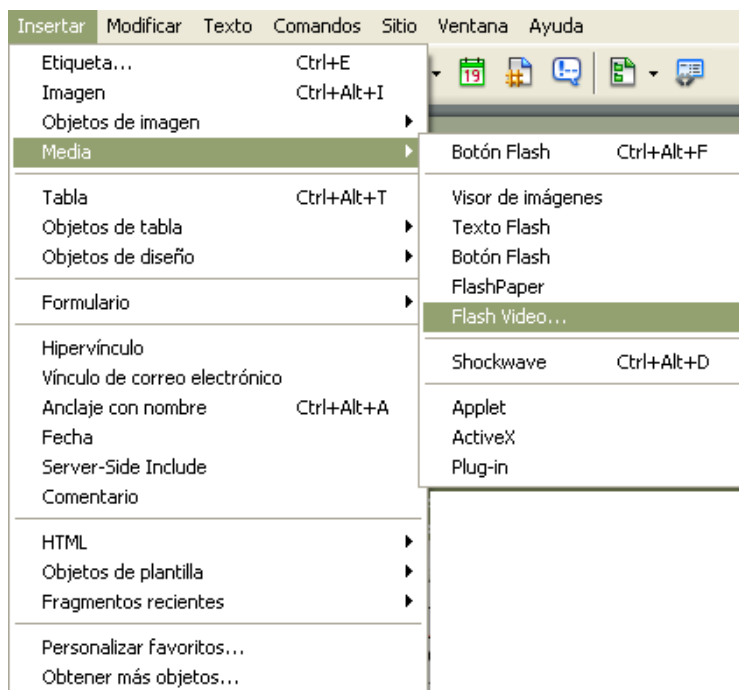 Insertar Modificar Texto Comandos Sitio Ventana Ayuda
19
Etiqueta... Ctrl+E
Imagen Ctrl+Alt+I
Objetos de imagen
Media
Tabla Ctrl+Alt+T
Objetos de tabla
Objetos de diseño
Formulario
Hipervínculo
Vínculo de correo electrónico
Anclaje con nombre Ctrl+Alt+A
Fecha
Server-Side Include
Comentario
HTML
Objetos de plantilla
Fragmentos recientes
Personalizar favoritos...
Obtener más objetos...
Botón Flash Ctrl+Alt+F
Visor de imágenes
Texto Flash
Botón Flash
FlashPaper
Flash Video...
Shockwave Ctrl+Alt+D
Applet
ActiveX
Plug-in